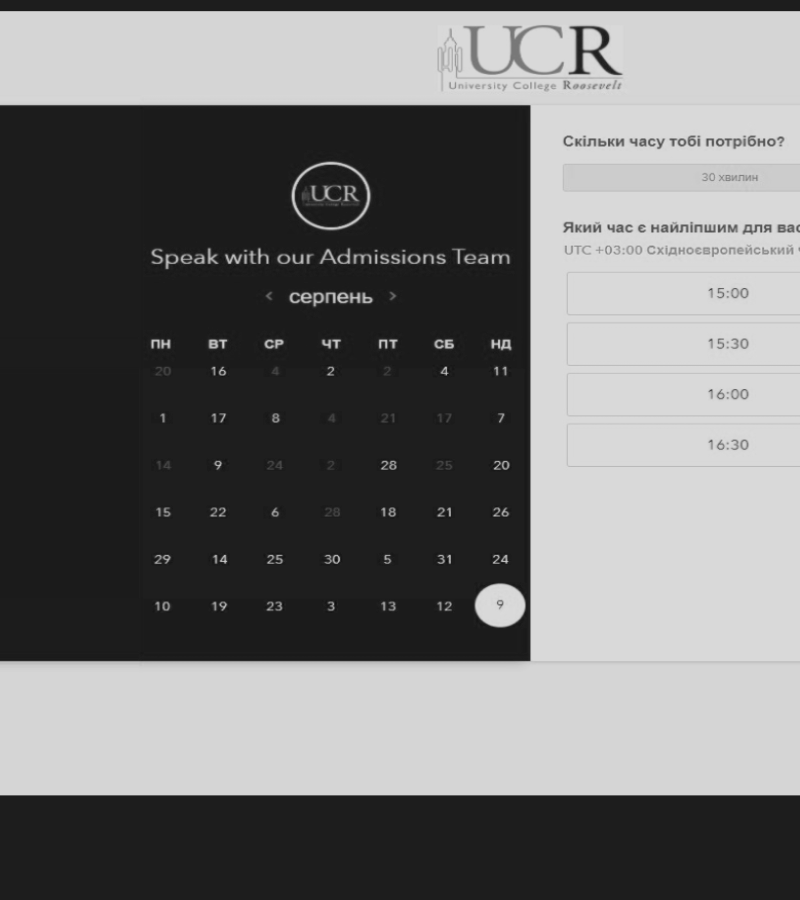 UCR
University College Roosevelt
Скільки часу тобі потрібно?
30 хвилин
UCR
Який час є найліпшим для вас
UTC +03:00 Східноєвропейський
Speak with our Admissions Team
15:00
< серпень >
15:30
ПН ВТ СР ЧТ ПТ СБ НД
20 16 4 2 2 4 11
16:00
1 17 8 4 21 17 7
16:30
14 9 24 2 28 25 20
15 22 6 28 18 21 26
29 14 25 30 5 31 24
10 19 23 3 13 12 9